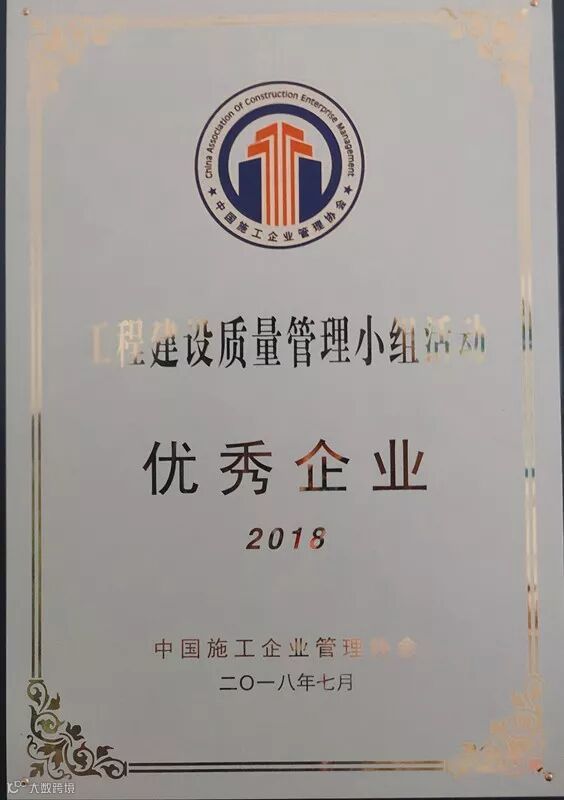 China Association Of Construction Enterprise Management
中国施工企业管理协会
工程建设质量管理小组活动
优秀企业
2018
中国施工企业管理协会
二〇一八年七月
大数跨境